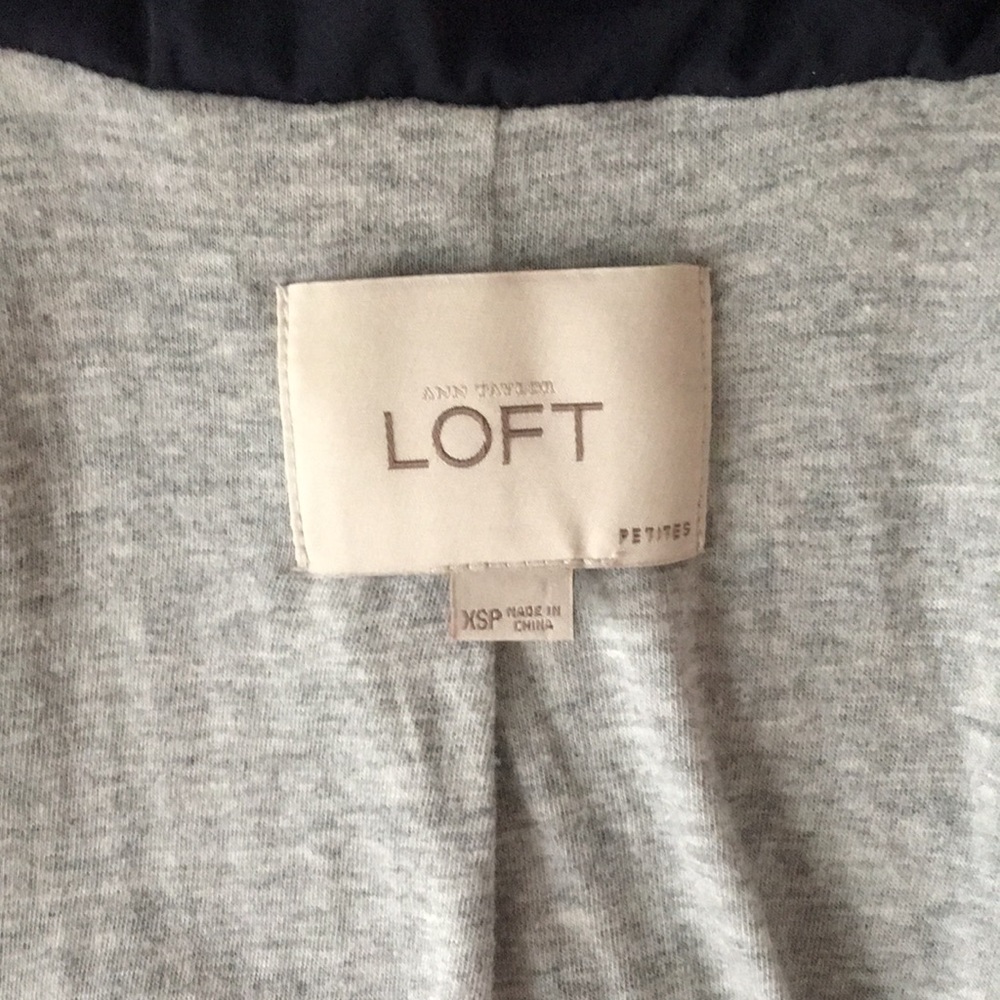 ANN TAYLOR
LOFT
PETITES
XSP MADE IN
CHINA